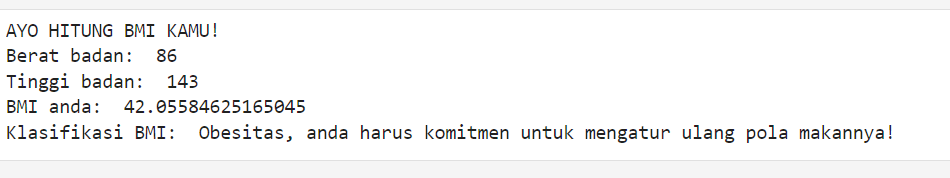 AYO HITUNG BMI KAMU!
Berat badan:  86
Tinggi badan:  143
BMI anda:  42.05584625165045
Klasifikasi BMI:  Obesitas, anda harus komitmen untuk mengatur ulang pola makannya!